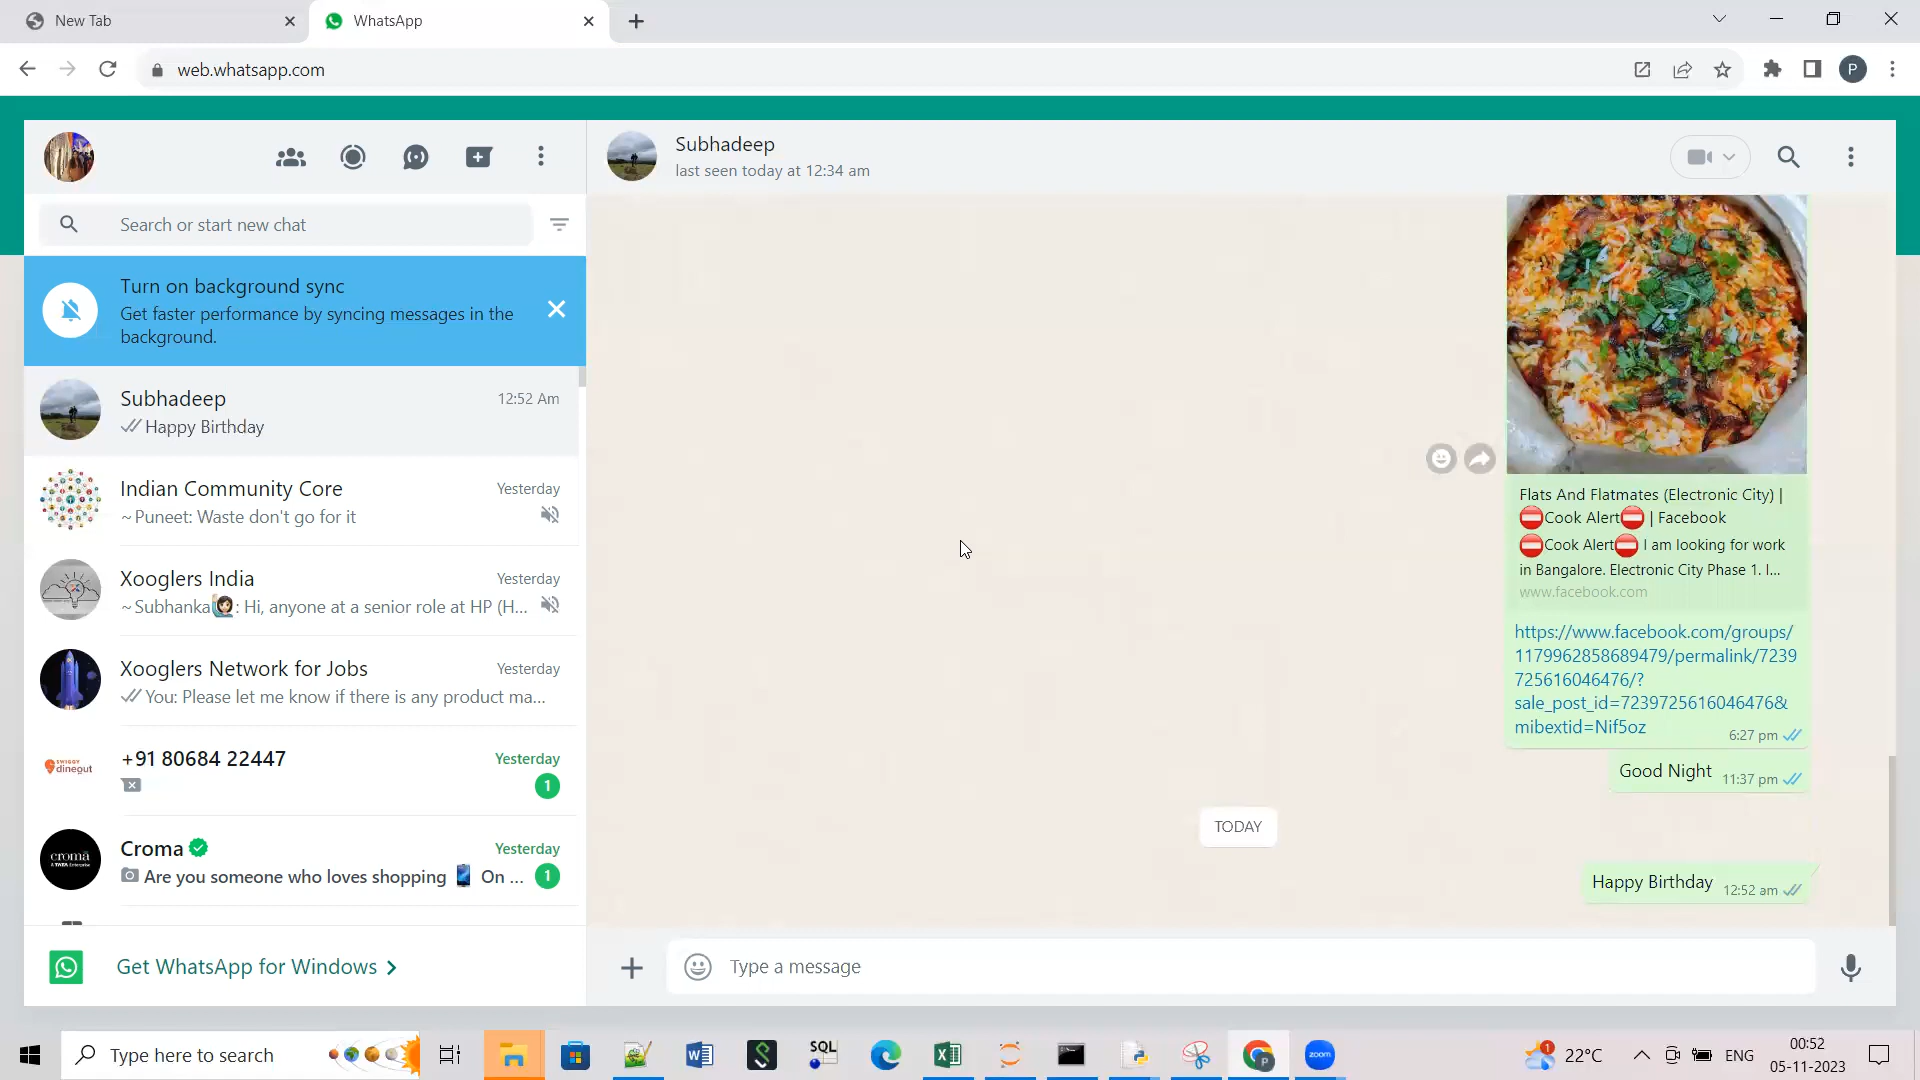 New Tab
WhatsApp
web.whatsapp.com
P
Subhadeep
last seen today at 12:34 am
Search or start new chat
Turn on background sync
Get faster performance by syncing messages in the
background.
Subhadeep
12:52 Am
Happy Birthday
Indian Community Core
Yesterday
~ Puneet: Waste don't go for it
Xooglers India
Yesterday
~ Subhanka🙋🏻‍♀️: Hi, anyone at a senior role at HP (H...
Xooglers Network for Jobs
Yesterday
You: Please let me know if there is any product ma...
SWIGGY
dineout
+91 80684 22447
Yesterday
1
croma
A TATA Enterprise
Croma
Yesterday
Are you someone who loves shopping 📱 On ...
1
Get WhatsApp for Windows
Flats And Flatmates (Electronic City) |
⛔Cook Alert⛔ | Facebook
⛔Cook Alert⛔ I am looking for work
in Bangalore. Electronic City Phase 1. I...
www.facebook.com
https://www.facebook.com/groups/
1179962858689479/permalink/7239
725616046476/?
sale_post_id=7239725616046476&
mibextid=Nif5oz
6:27 pm
Good Night
11:37 pm
TODAY
Happy Birthday
12:52 am
Type a message
Type here to search
W
S
SQL
X
P
zoom
1
22°C
ENG
00:52
05-11-2023